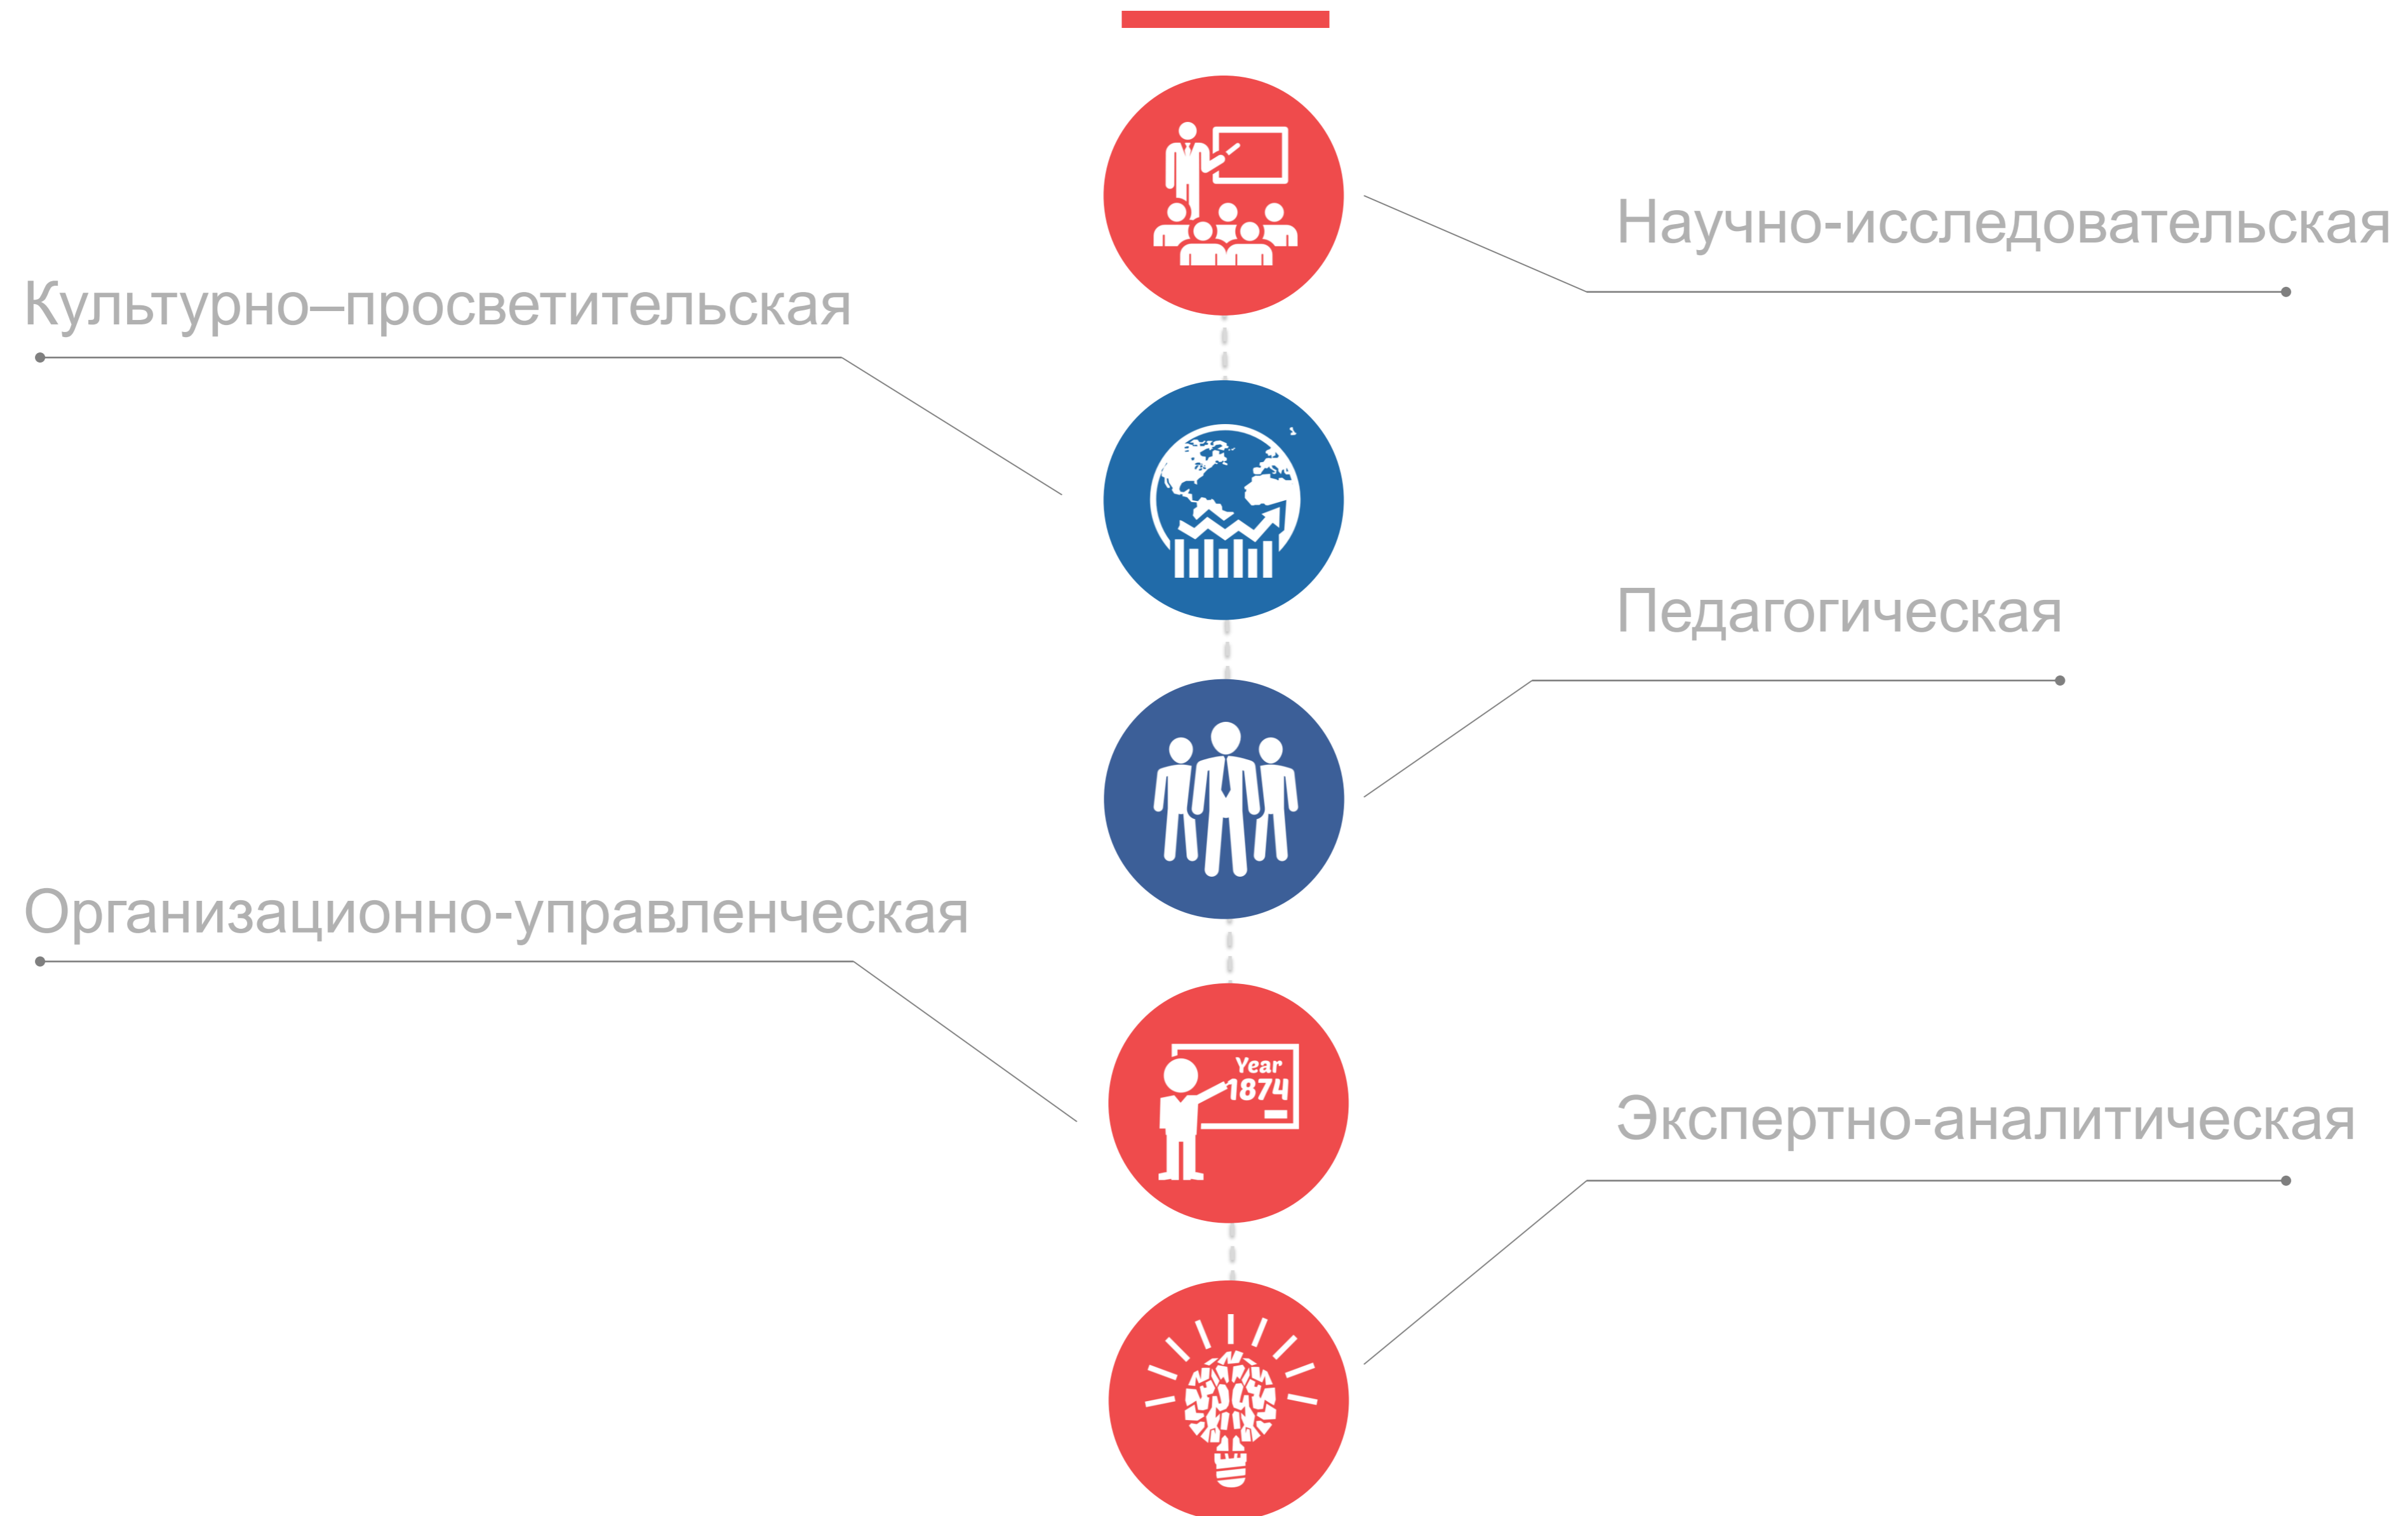 Научно-исследовательская
Культурно—просветительская
Педагогическая
Организационно-управленческая
Year
1874
Экспертно-аналитическая